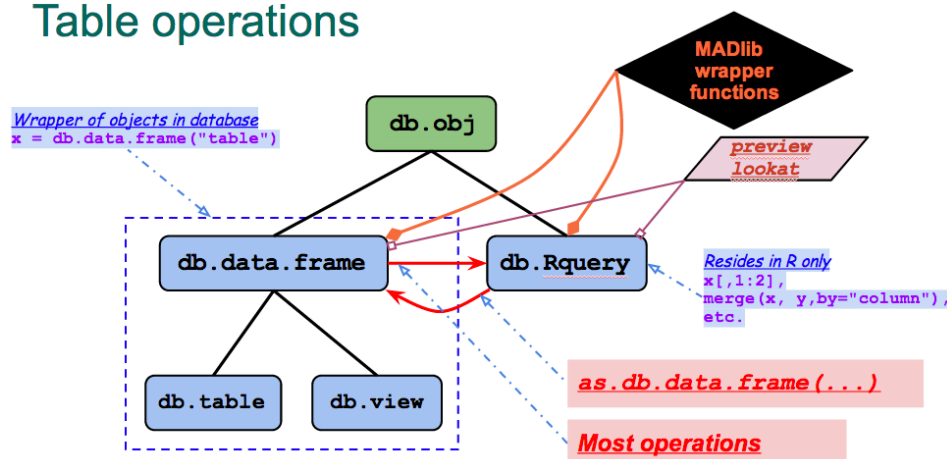 Table operations
MADlib
wrapper
functions
Wrapper of objects in database
x = db.data.frame("table")
db.obj
preview
lookat
db.data.frame
db.Rquery
Resides in R only
x[,1:2],
merge(x, y,by="column"),
etc.
db.table
db.view
as.db.data.frame(...)
Most operations